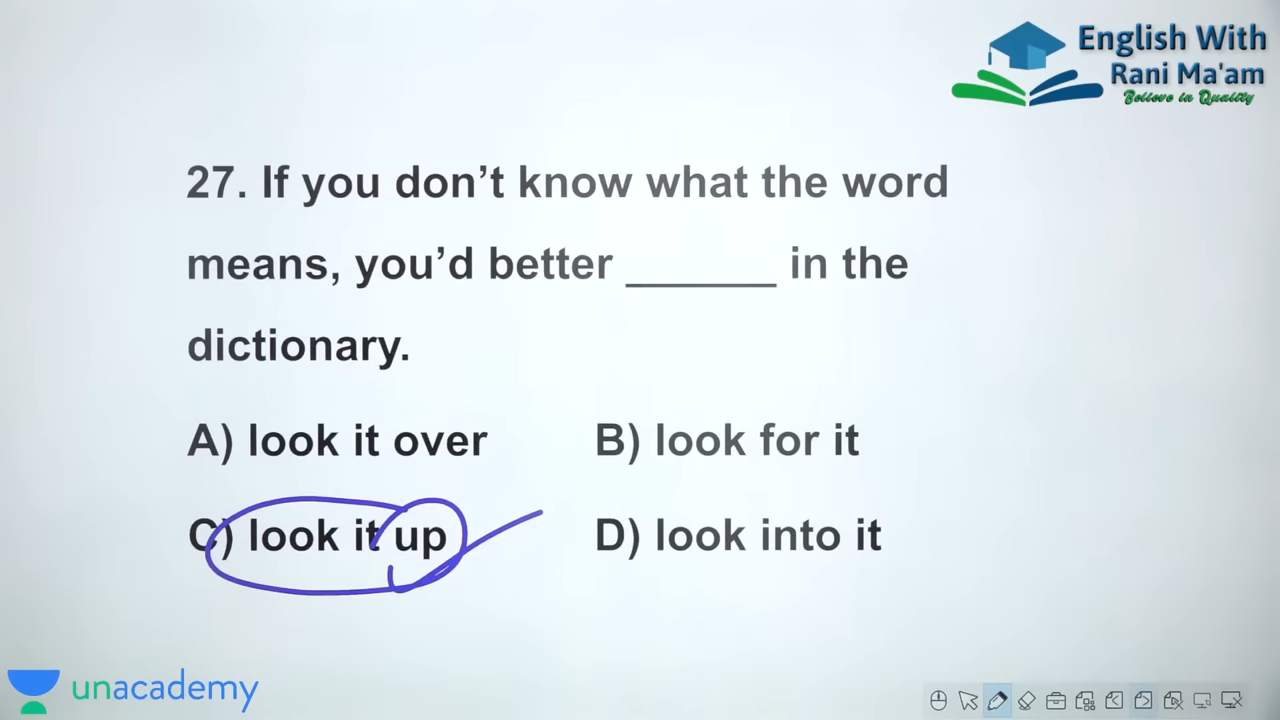 English With
Rani Ma'am
Believe in Quality
27. If you don’t know what the word
means, you’d better ______ in the
dictionary.
A) look it over B) look for it
C) look it up D) look into it
unacademy